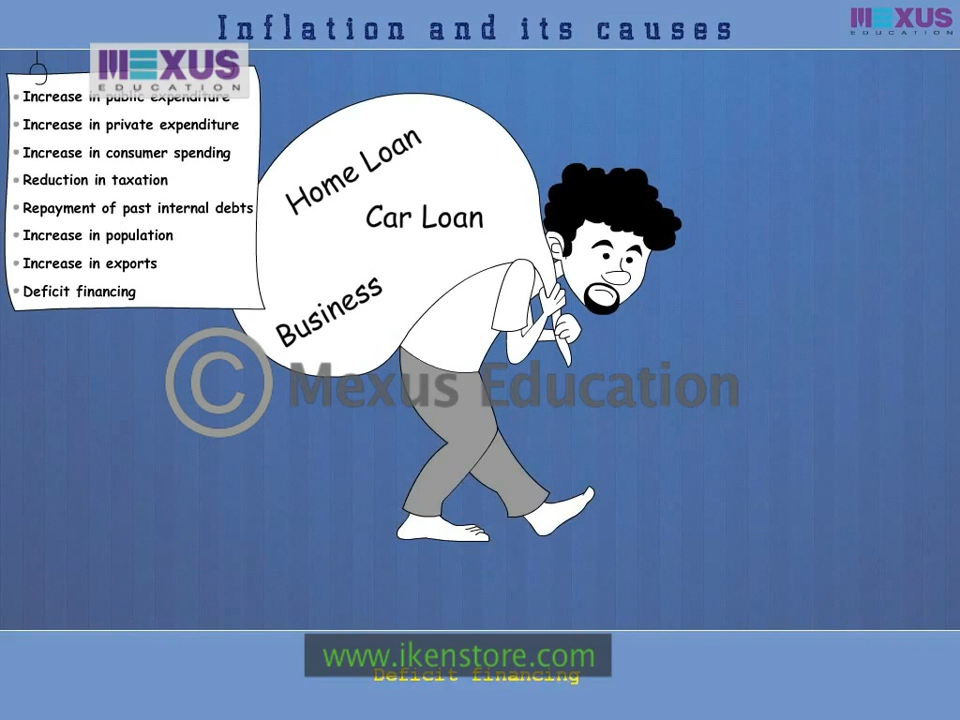 Inflation and its causes
MEXUS
EDUCATION
MEXUS
EDUCATION
Increase in public expenditure
Increase in private expenditure
Increase in consumer spending
Reduction in taxation
Repayment of past internal debts
Increase in population
Increase in exports
Deficit financing
Home Loan
Car Loan
Business
© Mexus Education
www.ikenstore.com
Deficit financing